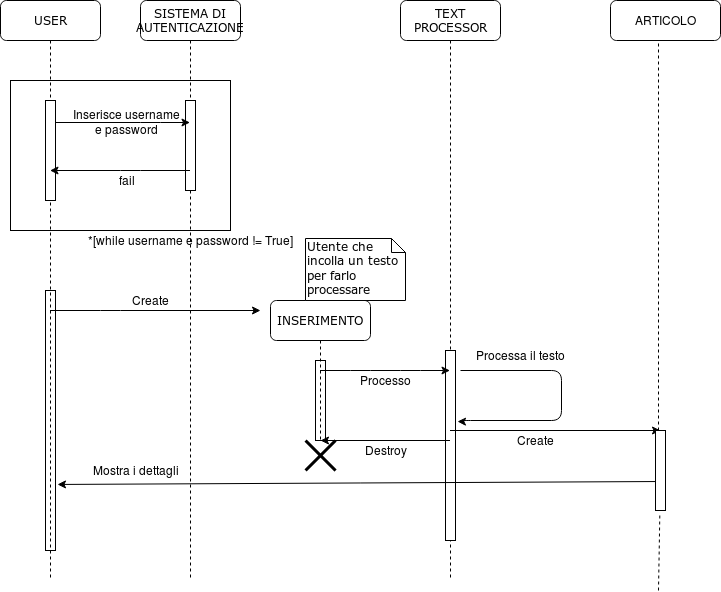 USER
SISTEMA DI
AUTENTICAZIONE
TEXT
PROCESSOR
ARTICOLO
Inserisce username
e password
fail
*[while username e password != True]
Utente che
incolla un testo
per farlo
processare
Create
INSERIMENTO
Processa il testo
Processo
Create
Destroy
Mostra i dettagli